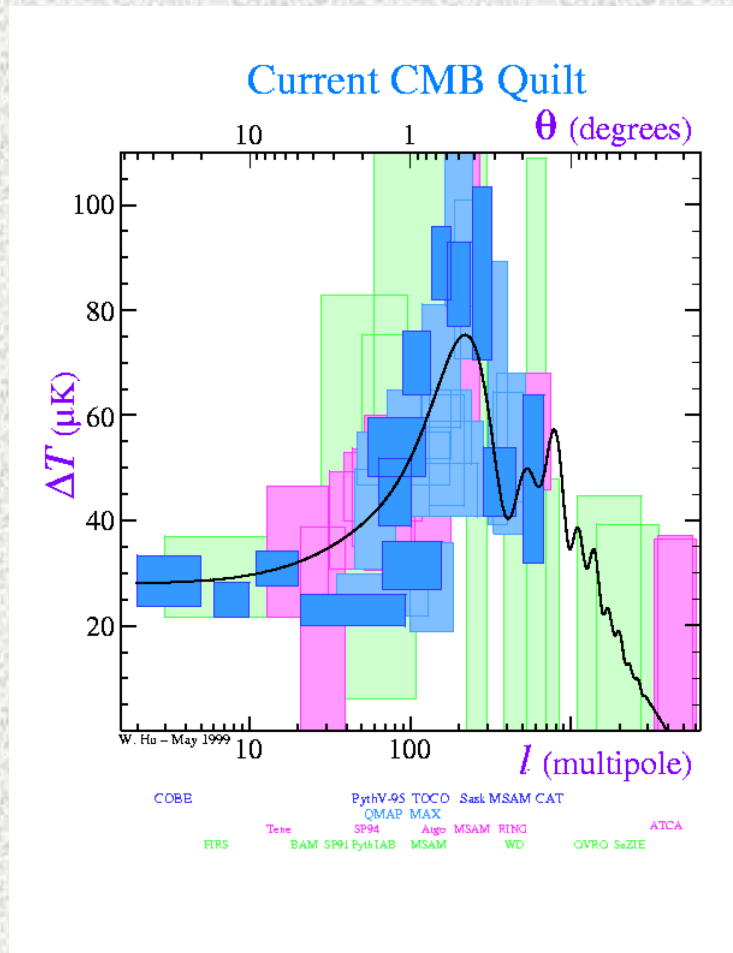 Current CMB Quilt
10 1 θ (degrees)
100
80
60
40
20
ΔT (μK)
W. Hu – May 1999
10 100 l (multipole)
COBE PythV-95 TOCO Sask MSAM CAT
QMAP MAX
Tene SP94 Argo MSAM RING ATCA
FIRS BAM SP91 PythIAB MSAM WD OVRO SuZIE